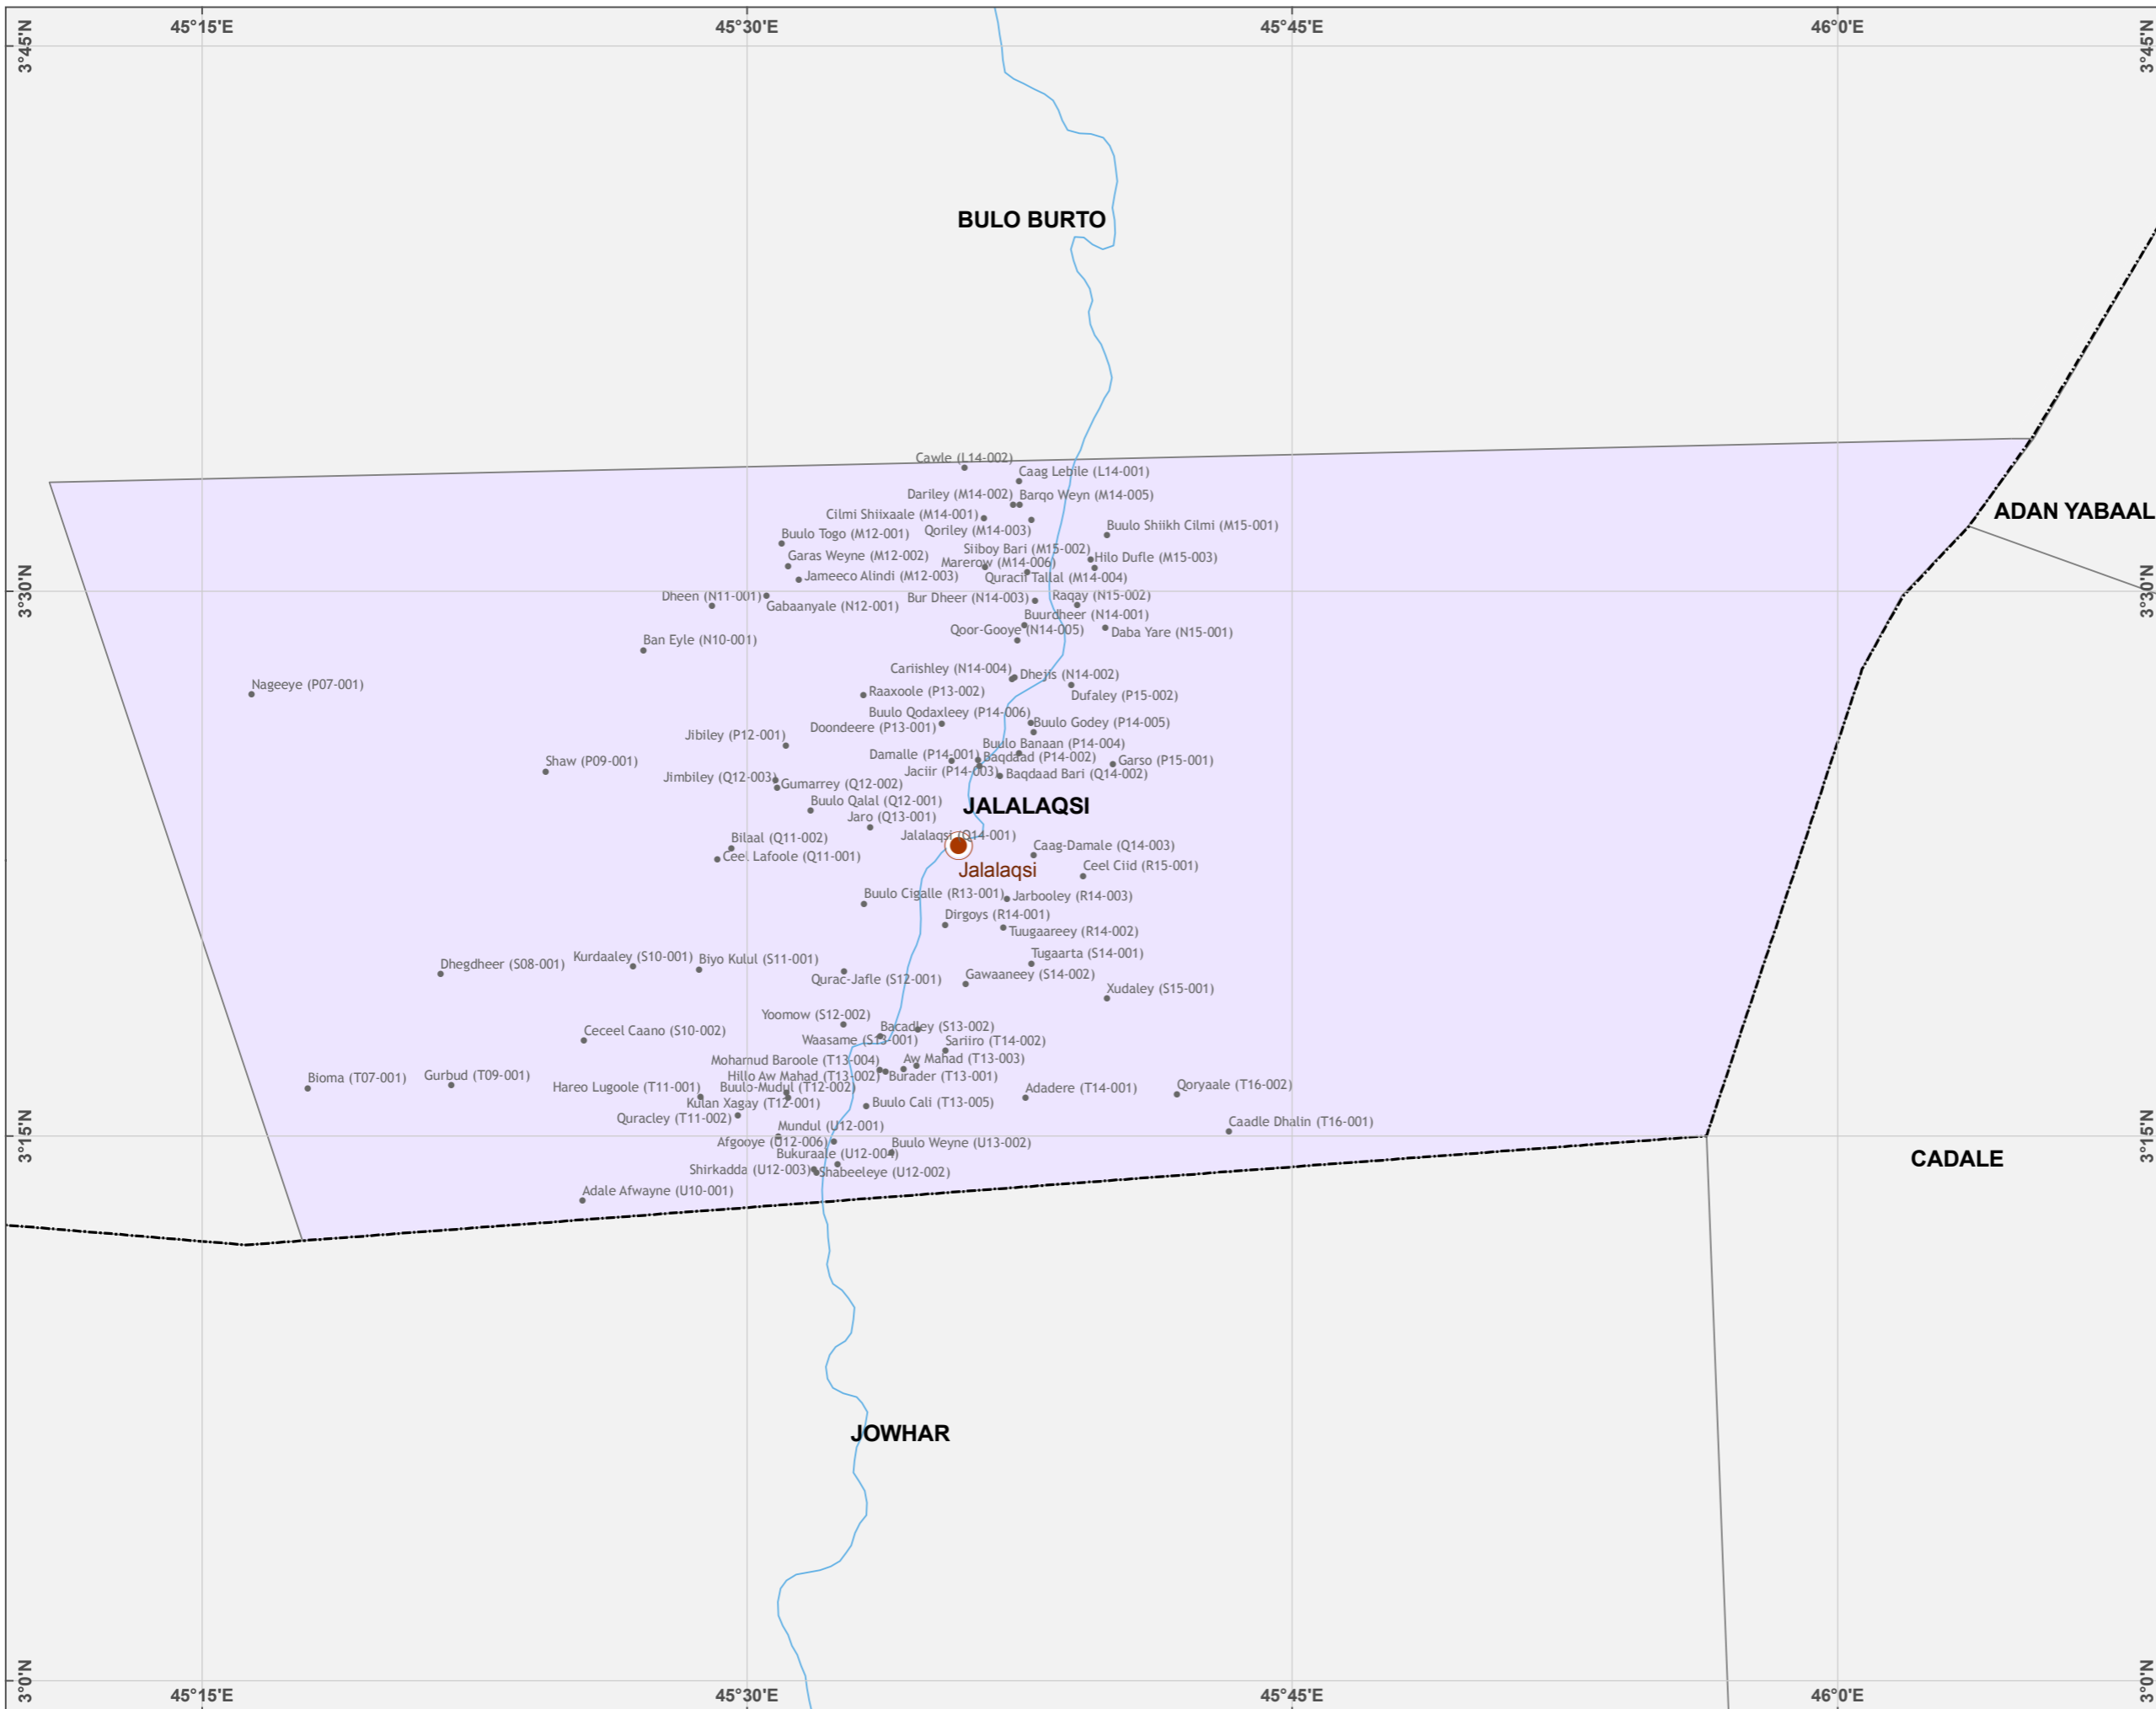 45°15'E
45°30'E
45°45'E
46°0'E
3°45'N
3°45'N
BULO BURTO
Cawle (L14-002)
Caag Lebile (L14-001)
Dariley (M14-002)
Barqo Weyn (M14-005)
Cilmi Shiixaale (M14-001)
ADAN YABAAL
Qoriley (M14-003)
Buulo Shiikh Cilmi (M15-001)
Buulo Togo (M12-001)
Siiboy Bari (M15-002)
Garas Weyne (M12-002)
Hilo Dufle (M15-003)
Marerow (M14-006)
Jameeco Alindi (M12-003)
Quracif Tallal (M14-004)
3°30'N
3°30'N
Dheen (N11-001)
Bur Dheer (N14-003)
Raqay (N15-002)
Gabaanyale (N12-001)
Buurdheer (N14-001)
Qoor-Gooye (N14-005)
Daba Yare (N15-001)
Ban Eyle (N10-001)
Cariishley (N14-004)
Dhejis (N14-002)
Nageeye (P07-001)
Raaxoole (P13-002)
Dufaley (P15-002)
Buulo Qodaxleey (P14-006)
Doondeere (P13-001)
Buulo Godey (P14-005)
Jibiley (P12-001)
Buulo Banaan (P14-004)
Damalle (P14-001)
Baqdaad (P14-002)
Shaw (P09-001)
Garso (P15-001)
Jaciir (P14-003)
Baqdaad Bari (Q14-002)
Jimbiley (Q12-003)
Gumarrey (Q12-002)
Buulo Qalal (Q12-001)
JALALAQSI
Jaro (Q13-001)
Jalalaqsi (Q14-001)
Bilaal (Q11-002)
Caag-Damale (Q14-003)
Ceel Lafoole (Q11-001)
Jalalaqsi
Ceel Ciid (R15-001)
Buulo Cigalle (R13-001)
Jarbooley (R14-003)
Dirgoys (R14-001)
Tuugaareey (R14-002)
Tugaarta (S14-001)
Kurdaaley (S10-001)
Biyo Kulul (S11-001)
Dhegdheer (S08-001)
Qurac-Jafle (S12-001)
Gawaaneey (S14-002)
Xudaley (S15-001)
Yoomow (S12-002)
Bacadley (S13-002)
Ceceel Caano (S10-002)
Waasame (S13-001)
Sariiro (T14-002)
Mohamud Baroole (T13-004)
Aw Mahad (T13-003)
Bioma (T07-001)
Gurbud (T09-001)
Hillo Aw Mahad (T13-002)
Burader (T13-001)
Hareo Lugoole (T11-001)
Buulo-Mudul (T12-002)
Adadere (T14-001)
Qoryaale (T16-002)
Kulan Xagay (T12-001)
Buulo Cali (T13-005)
Quracley (T11-002)
Mundul (U12-001)
Caadle Dhalin (T16-001)
3°15'N
3°15'N
Afgooye (U12-006)
Buulo Weyne (U13-002)
Bukuraale (U12-004)
CADALE
Shirkadda (U12-003)
Shabeeleye (U12-002)
Adale Afwayne (U10-001)
JOWHAR
3°0'N
3°0'N
45°15'E
45°30'E
45°45'E
46°0'E